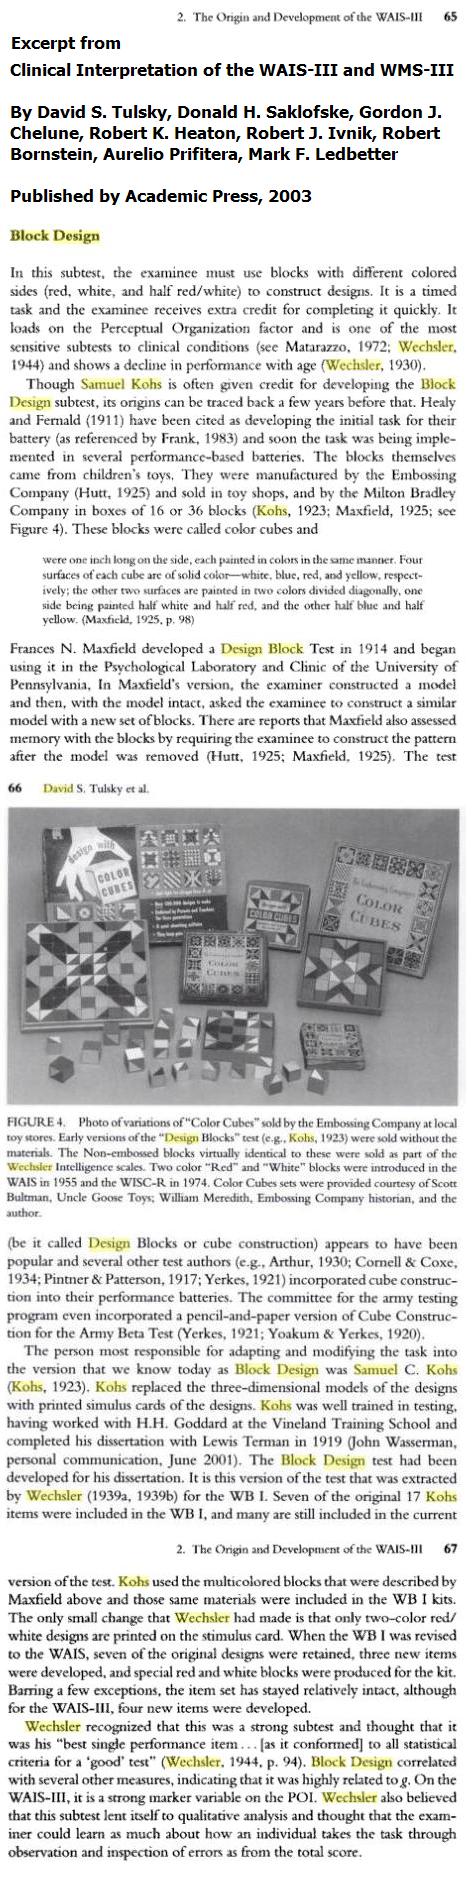 2. The Origin and Development of the WAIS-III 65
Excerpt from
Clinical Interpretation of the WAIS-III and WMS-III
By David S. Tulsky, Donald H. Saklofske, Gordon J.
Chelune, Robert K. Heaton, Robert J. Ivnik, Robert
Bornstein, Aurelio Prifitera, Mark F. Ledbetter
Published by Academic Press, 2003
Block Design
In this subtest, the examinee must use blocks with different colored
sides (red, white, and half red/white) to construct designs. It is a timed
task and the examinee receives extra credit for completing it quickly. It
loads on the Perceptual Organization factor and is one of the most
sensitive subtests to clinical conditions (see Matarazzo, 1972; Wechsler,
1944) and shows a decline in performance with age (Wechsler, 1930).
Though Samuel Kohs is often given credit for developing the Block
Design subtest, its origins can be traced back a few years before that. Healy
and Fernald (1911) have been cited as developing the initial task for their
battery (as referenced by Frank, 1983) and soon the task was being imple-
mented in several performance-based batteries. The blocks themselves
came from children's toys. They were manufactured by the Embossing
Company (Hutt, 1925) and sold in toy shops, and by the Milton Bradley
Company in boxes of 16 or 36 blocks (Kohs, 1923; Maxfield, 1925; see
Figure 4). These blocks were called color cubes and
were one inch long on the side, each painted in colors in the same manner. Four
surfaces of each cube are of solid color—white, blue, red, and yellow, respect-
ively; the other two surfaces are painted in two colors divided diagonally, one
side being painted half white and half red, and the other half blue and half
yellow. (Maxfield, 1925, p. 98)
Frances N. Maxfield developed a Design Block Test in 1914 and began
using it in the Psychological Laboratory and Clinic of the University of
Pennsylvania. In Maxfield's version, the examiner constructed a model
and then, with the model intact, asked the examinee to construct a similar
model with a new set of blocks. There are reports that Maxfield also assessed
memory with the blocks by requiring the examinee to construct the pattern
after the model was removed (Hutt, 1925; Maxfield, 1925). The test
66 David S. Tulsky et al.
design with
COLOR
CUBES
COLOR CUBES
COLOR
CUBES
COLOR
CUBES
FIGURE 4. Photo of variations of "Color Cubes" sold by the Embossing Company at local
toy stores. Early versions of the "Design Blocks" test (e.g., Kohs, 1923) were sold without the
materials. The Non-embossed blocks virtually identical to these were sold as part of the
Wechsler Intelligence scales. Two color "Red" and "White" blocks were introduced in the
WAIS in 1955 and the WISC-R in 1974. Color Cubes sets were provided courtesy of Scott
Bultman, Uncle Goose Toys; William Meredith, Embossing Company historian, and the
author.
(be it called Design Blocks or cube construction) appears to have been
popular and several other test authors (e.g., Arthur, 1930; Cornell & Coxe,
1934; Pintner & Patterson, 1917; Yerkes, 1921) incorporated cube construc-
tion into their performance batteries. The committee for the army testing
program even incorporated a pencil-and-paper version of Cube Construc-
tion for the Army Beta Test (Yerkes, 1921; Yoakum & Yerkes, 1920).
The person most responsible for adapting and modifying the task into
the version that we know today as Block Design was Samuel C. Kohs
(Kohs, 1923). Kohs replaced the three-dimensional models of the designs
with printed simulus cards of the designs. Kohs was well trained in testing,
having worked with H.H. Goddard at the Vineland Training School and
completed his dissertation with Lewis Terman in 1919 (John Wasserman,
personal communication, June 2001). The Block Design test had been
developed for his dissertation. It is this version of the test that was extracted
by Wechsler (1939a, 1939b) for the WB I. Seven of the original 17 Kohs
items were included in the WB I, and many are still included in the current
2. The Origin and Development of the WAIS-III 67
version of the test. Kohs used the multicolored blocks that were described by
Maxfield above and those same materials were included in the WB I kits.
The only small change that Wechsler had made is that only two-color red/
white designs are printed on the stimulus card. When the WB I was revised
to the WAIS, seven of the original designs were retained, three new items
were developed, and special red and white blocks were produced for the kit.
Barring a few exceptions, the item set has stayed relatively intact, although
for the WAIS-III, four new items were developed.
Wechsler recognized that this was a strong subtest and thought that it
was his "best single performance item . . . [as it conformed] to all statistical
criteria for a 'good' test" (Wechsler, 1944, p. 94). Block Design correlated
with several other measures, indicating that it was highly related to g. On the
WAIS-III, it is a strong marker variable on the POI. Wechsler also believed
that this subtest lent itself to qualitative analysis and thought that the exam-
iner could learn as much about how an individual takes the task through
observation and inspection of errors as from the total score.